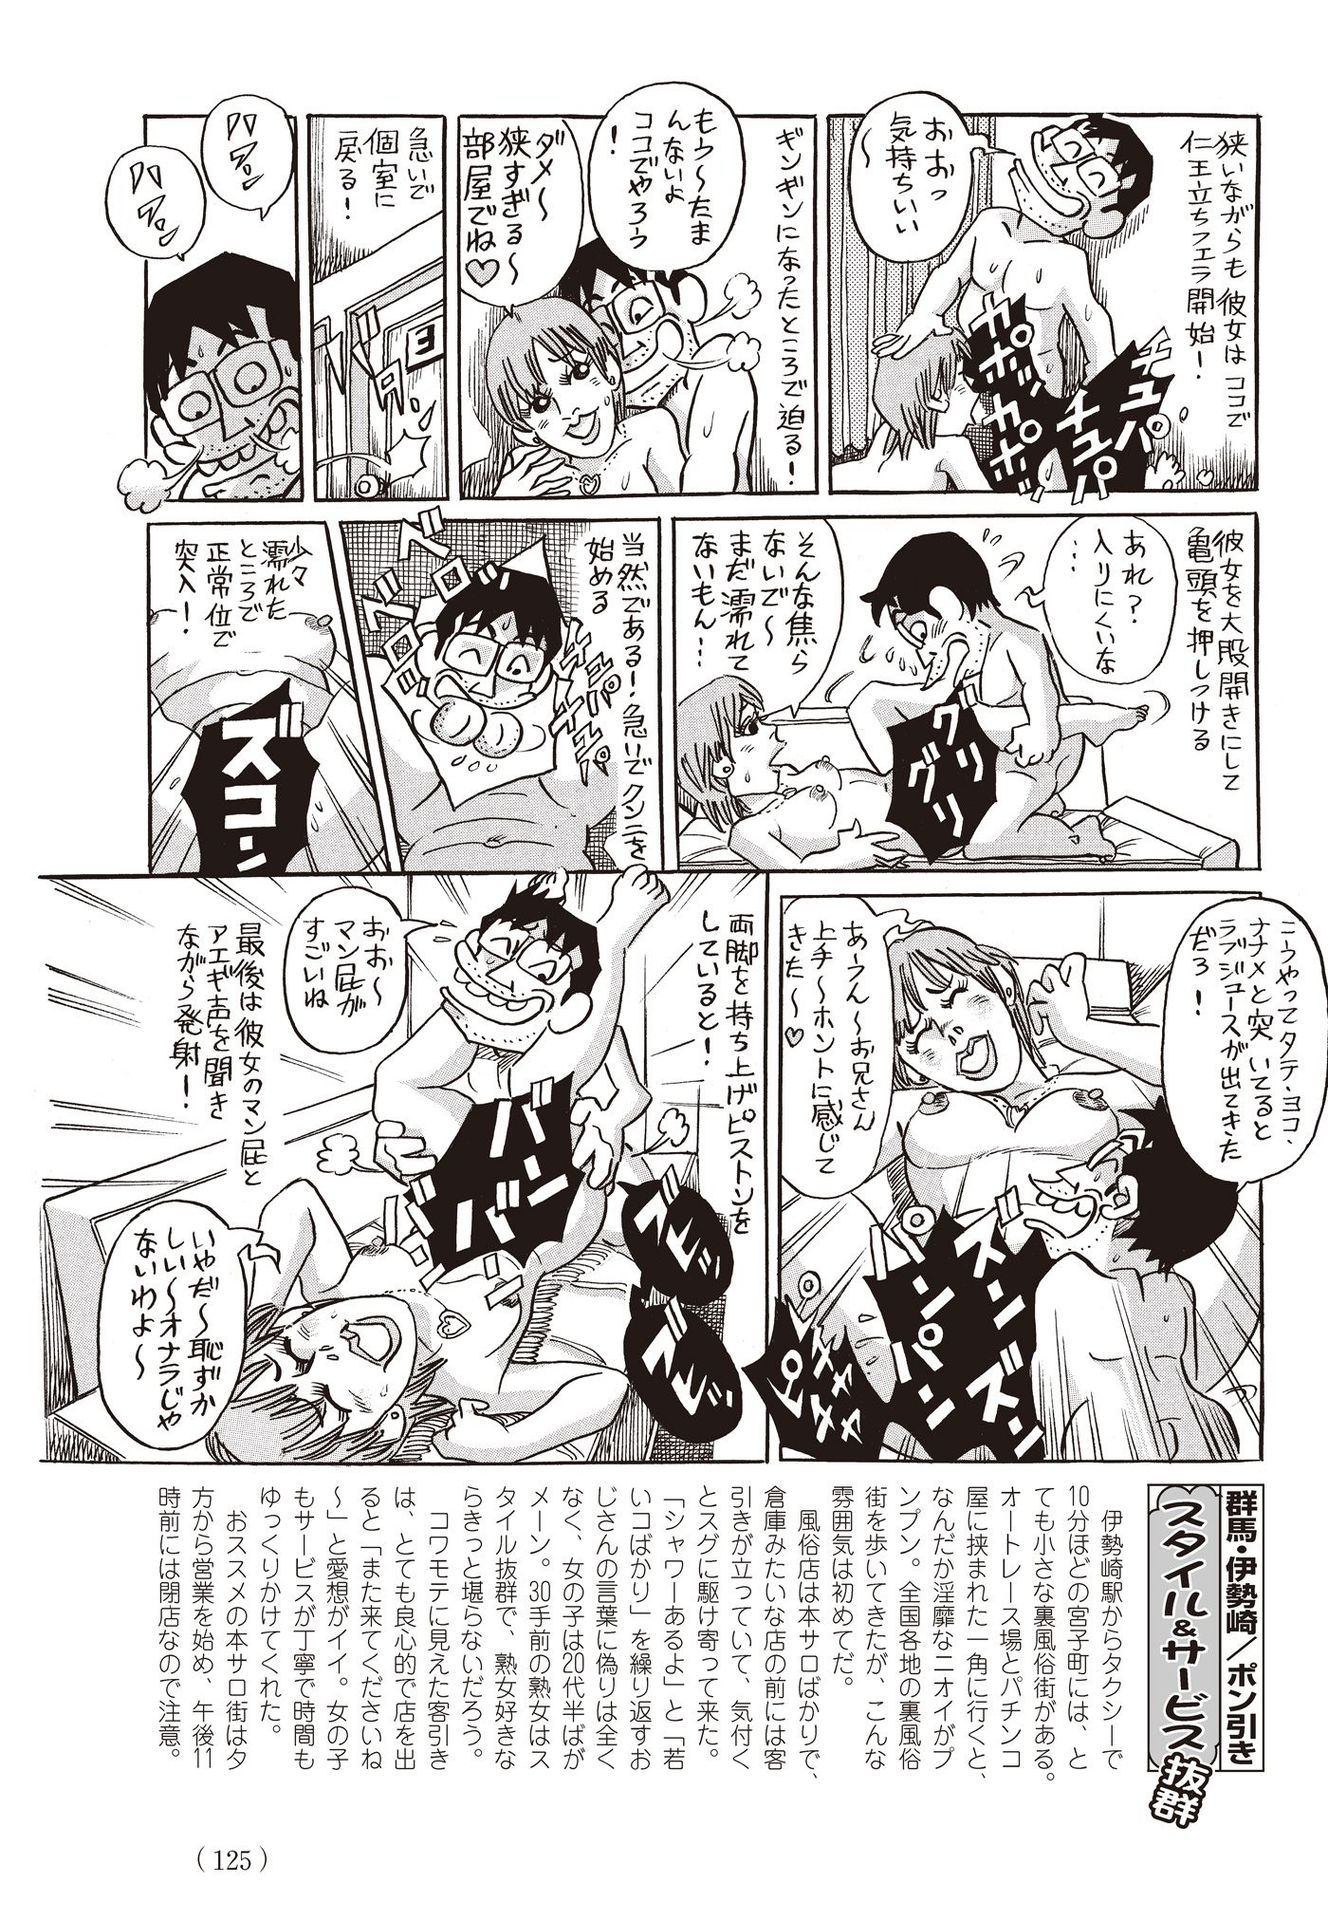 狭いながらも彼女はココで
仁王立ちフェラ開始！
おおっ
気持ちいい
〜
カポッ
カポッ
チュパ
チュパ
ギンギンになったところで迫る！
もウ〜たま
んないよ
ココでやろう
！
ダメ〜
狭すぎる〜
部屋でね♡
急いで
個室に
戻る！
ハァ
ハァ
彼女を大股開きにして
亀頭を押しつける
あれ？
入りにくいな
…
そんな焦ら
ないで〜
まだ濡れて
ないもん…
グリ
グリ
当然である！急いでクンニを
始める
ベロッ
ベロッ
チュパ
チュパ
少々
濡れた
ところで
正常位で
突入！
ズコン
こうやってタテ・ヨコ、
ナナメと突いてると
ラブジュースが出てきた
だろ！
あ〜うん〜お兄さん
上手〜ホントに感じて
きた〜♡
ズン
ズン
パン
パン
ピチャ
両脚を持ち上げピストンを
していると！
おお〜
マン屁が
すごいね
バン
バン
ズビッ
ズビッ
いやだ〜恥ずか
しい〜オナラじゃ
ないわよ〜
最後は彼女のマン屁と
アエギ声を聞き
ながら発射！
群馬・伊勢崎／ポン引き
スタイル&サービス抜群
伊勢崎駅からタクシーで
10分ほどの宮子町には、と
ても小さな裏風俗街がある。
オートレース場とパチンコ
屋に挟まれた一角に行くと、
なんだか淫靡なニオイがプ
ンプン。全国各地の裏風俗
街を歩いてきたが、こんな
雰囲気は初めてだ。
風俗店は本サロばかりで、
倉庫みたいな店の前には客
引きが立っていて、気付く
とスグに駆け寄って来た。
「シャワーあるよ」と「若
いコばかり」を繰り返すお
じさんの言葉に偽りは全く
なく、女の子は20代半ばが
メーン。30手前の熟女はス
タイル抜群で、熟女好きな
らきっと堪らないだろう。
コワモテに見えた客引き
は、とても良心的で店を出
ると「また来てくださいね
〜」と愛想がイイ。女の子
もサービスが丁寧で時間も
ゆっくりかけてくれた。
おススメの本サロ街は夕
方から営業を始め、午後11
時前には閉店なので注意。
（125）